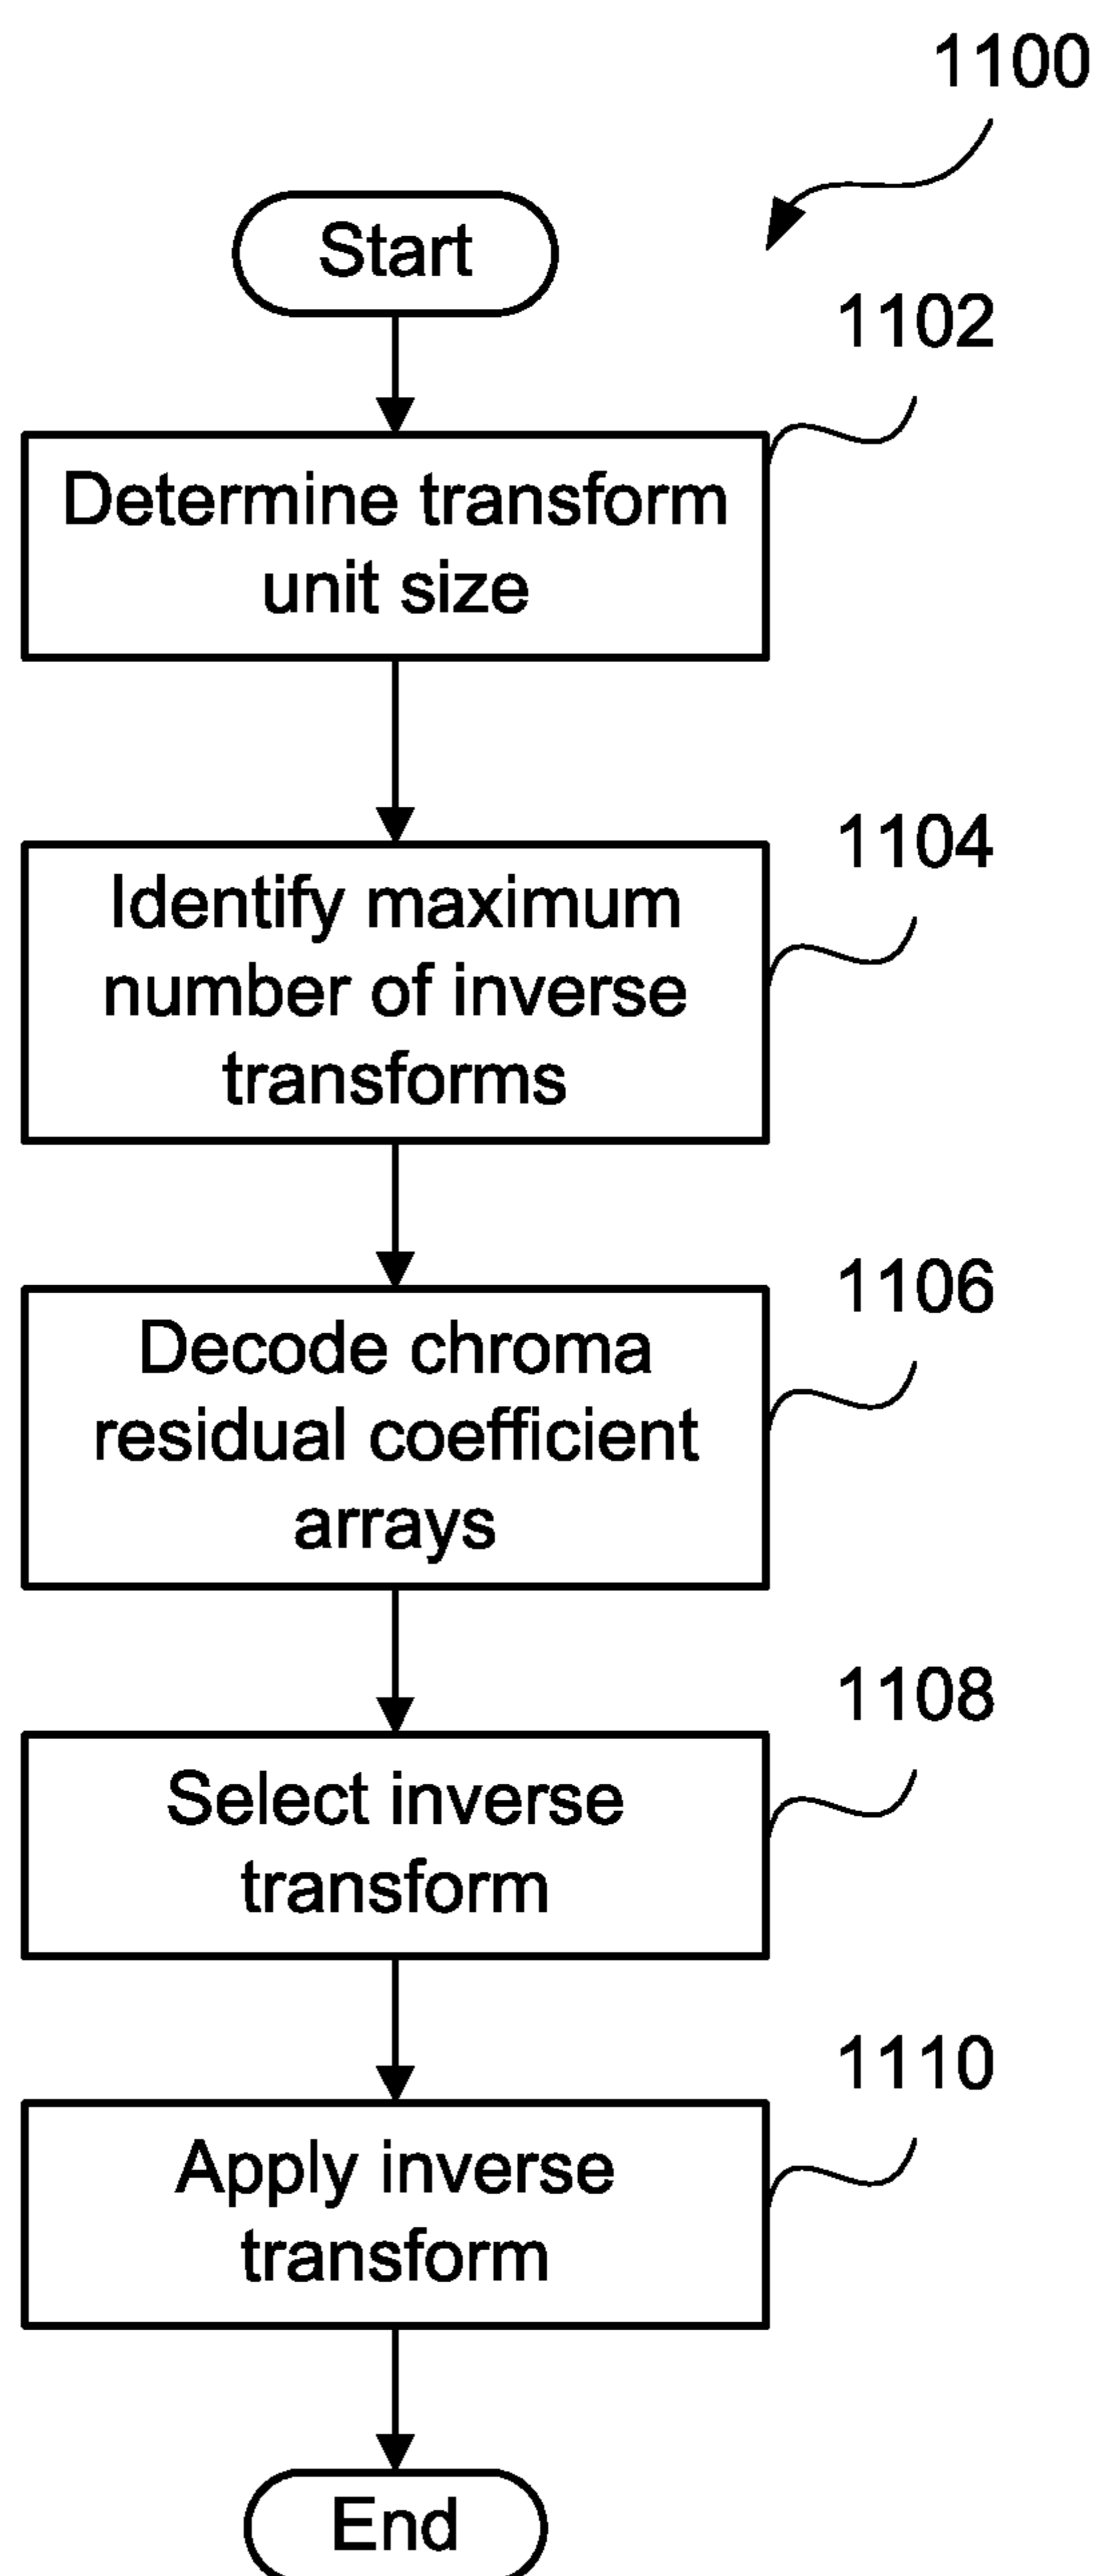 1100
Start
1102
Determine transform
unit size
1104
Identify maximum
number of inverse
transforms
1106
Decode chroma
residual coefficient
arrays
1108
Select inverse
transform
1110
Apply inverse
transform
End